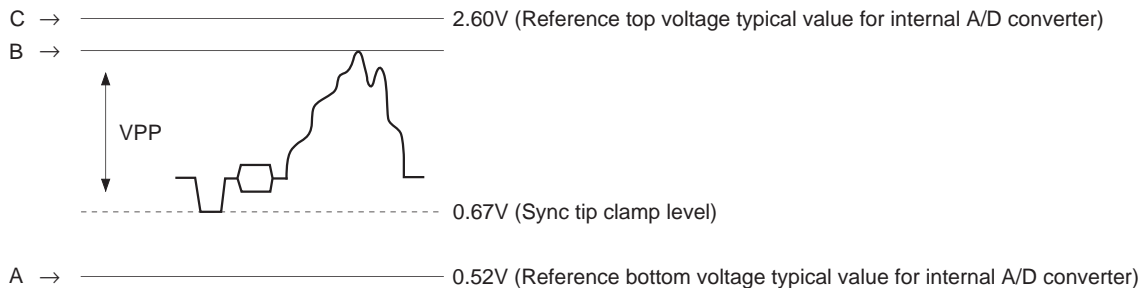 C → 2.60V (Reference top voltage typical value for internal A/D converter)
B →
VPP
0.67V (Sync tip clamp level)
A → 0.52V (Reference bottom voltage typical value for internal A/D converter)